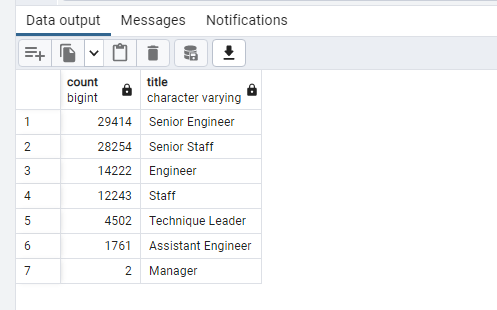 Data output Messages Notifications
count title
bigint character varying
1 29414 Senior Engineer
2 28254 Senior Staff
3 14222 Engineer
4 12243 Staff
5 4502 Technique Leader
6 1761 Assistant Engineer
7 2 Manager